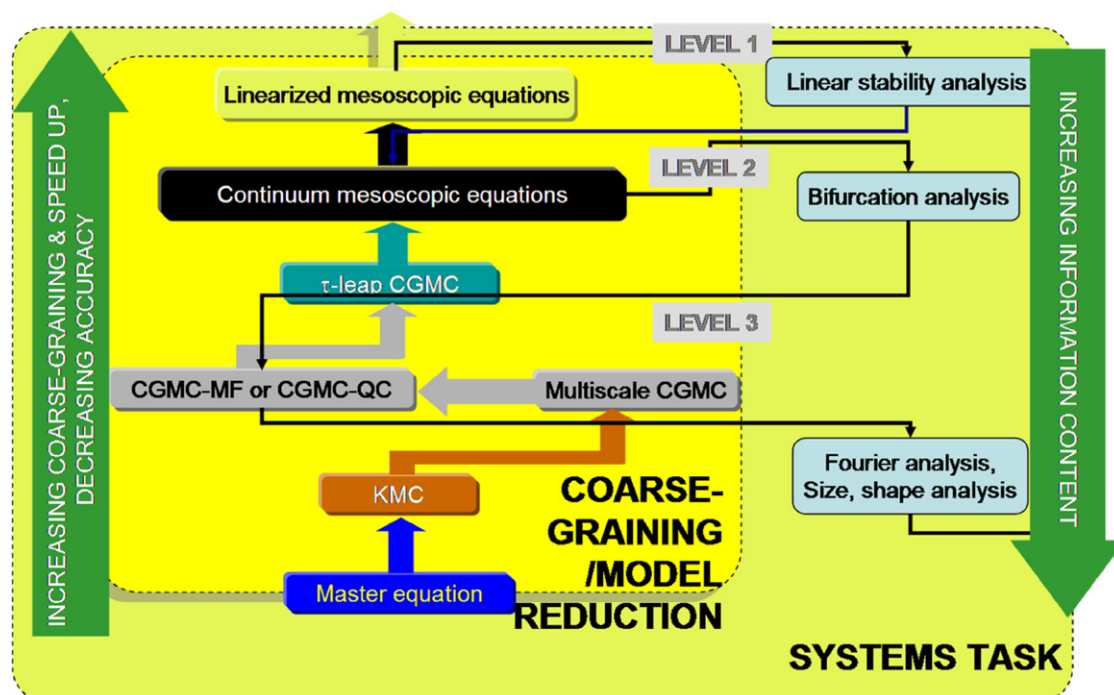 LEVEL 1
Linearized mesoscopic equations
Linear stability analysis
LEVEL 2
Continuum mesoscopic equations
Bifurcation analysis
τ-leap CGMC
LEVEL 3
CGMC-MF or CGMC-QC
Multiscale CGMC
Fourier analysis,
Size, shape analysis
KMC
COARSE-
GRAINING
/MODEL
REDUCTION
Master equation
SYSTEMS TASK
INCREASING COARSE-GRAINING & SPEED UP,
DECREASING ACCURACY
INCREASING INFORMATION CONTENT